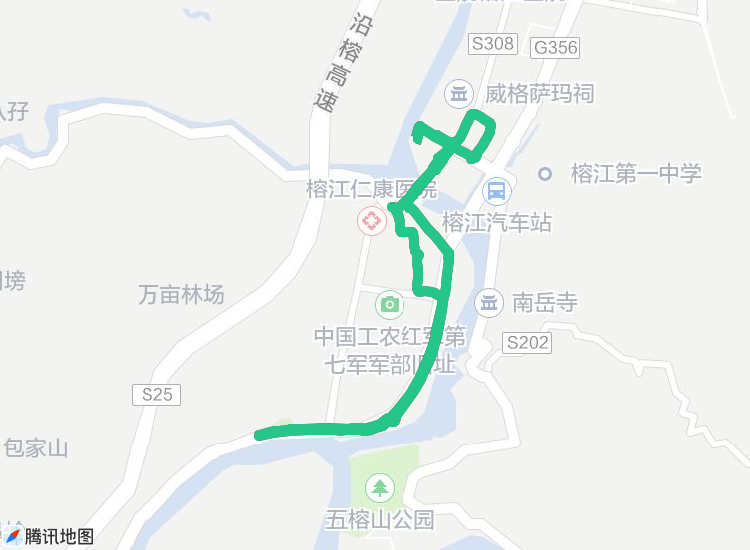 沿榕高速
S308
G356
威格萨玛祠
孖
榕江第一中学
榕江仁康医院
榕江汽车站
塝
万亩林场
南岳寺
中国工农红军第
七军军部旧址
S202
S25
包家山
五榕山公园
腾讯地图